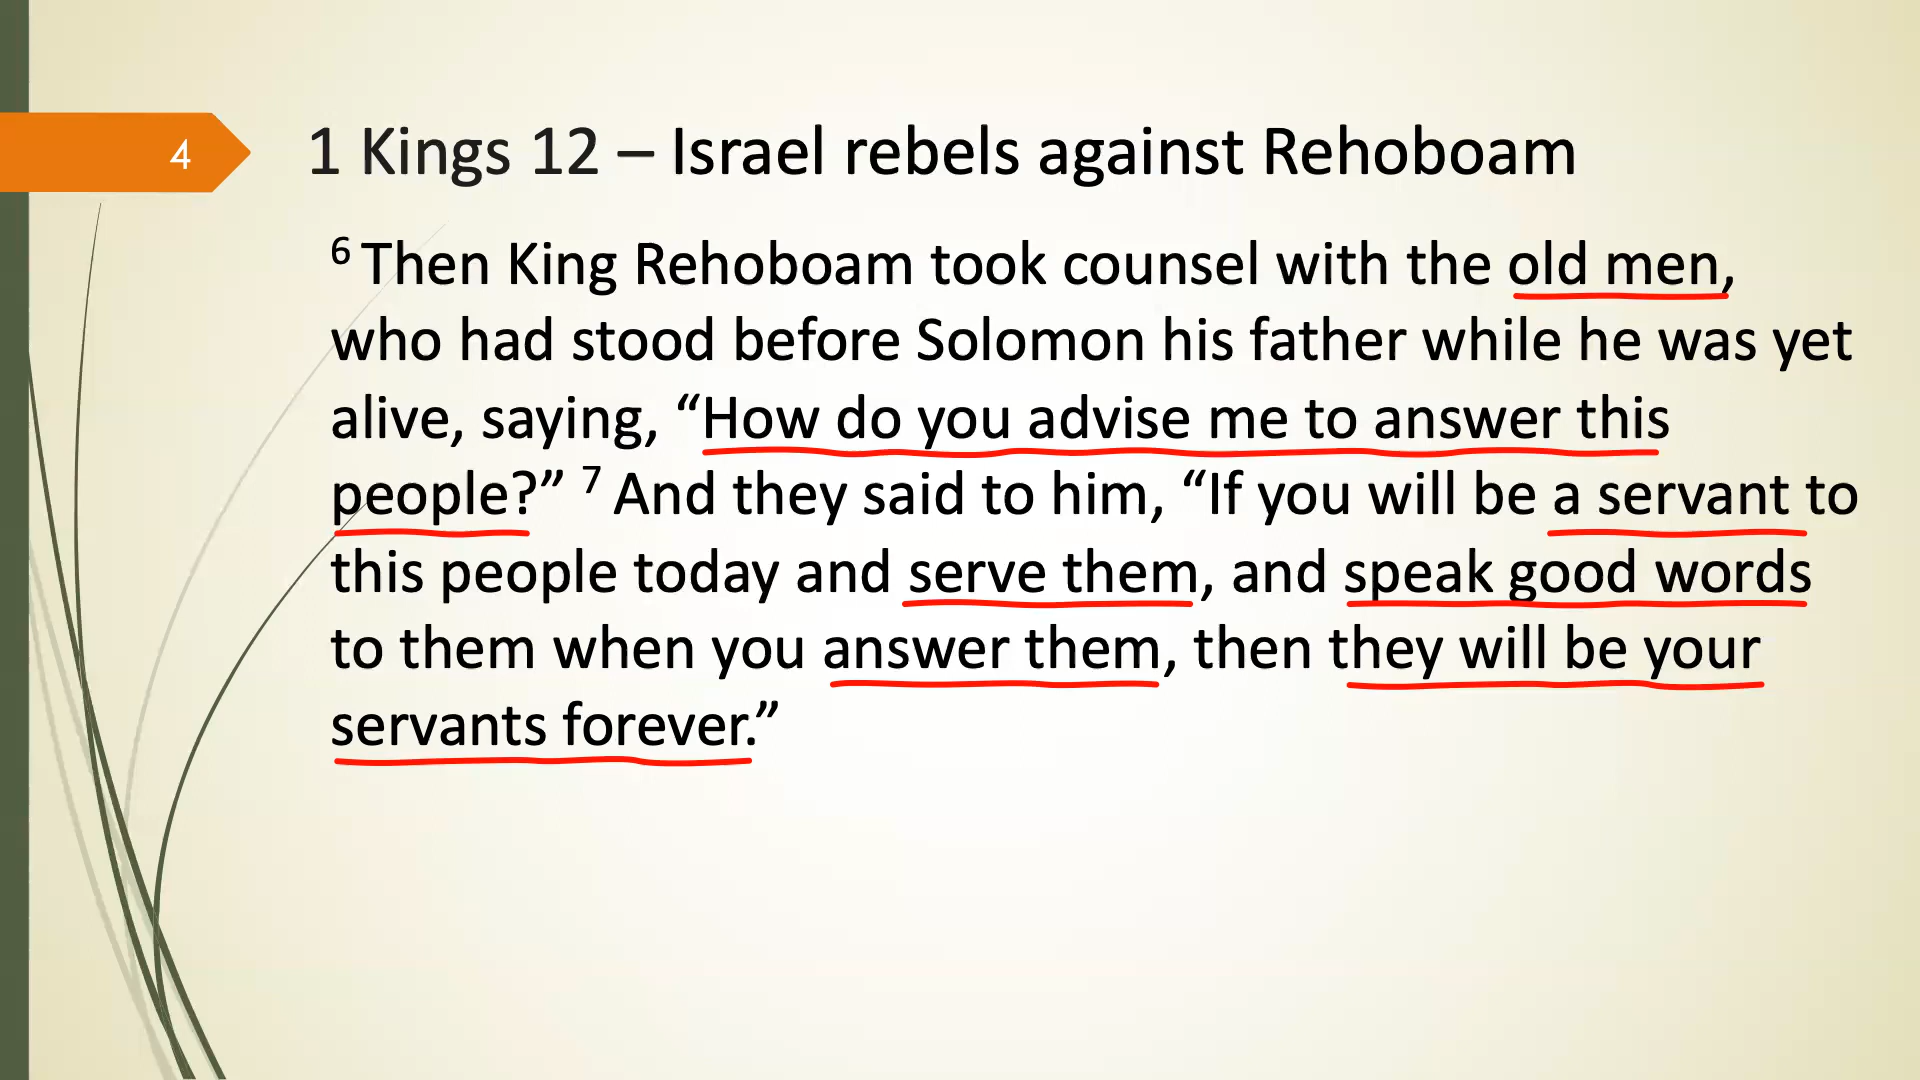 4
1 Kings 12 – Israel rebels against Rehoboam
⁶ Then King Rehoboam took counsel with the old men,
who had stood before Solomon his father while he was yet
alive, saying, “How do you advise me to answer this
people?” ⁷ And they said to him, “If you will be a servant to
this people today and serve them, and speak good words
to them when you answer them, then they will be your
servants forever.”